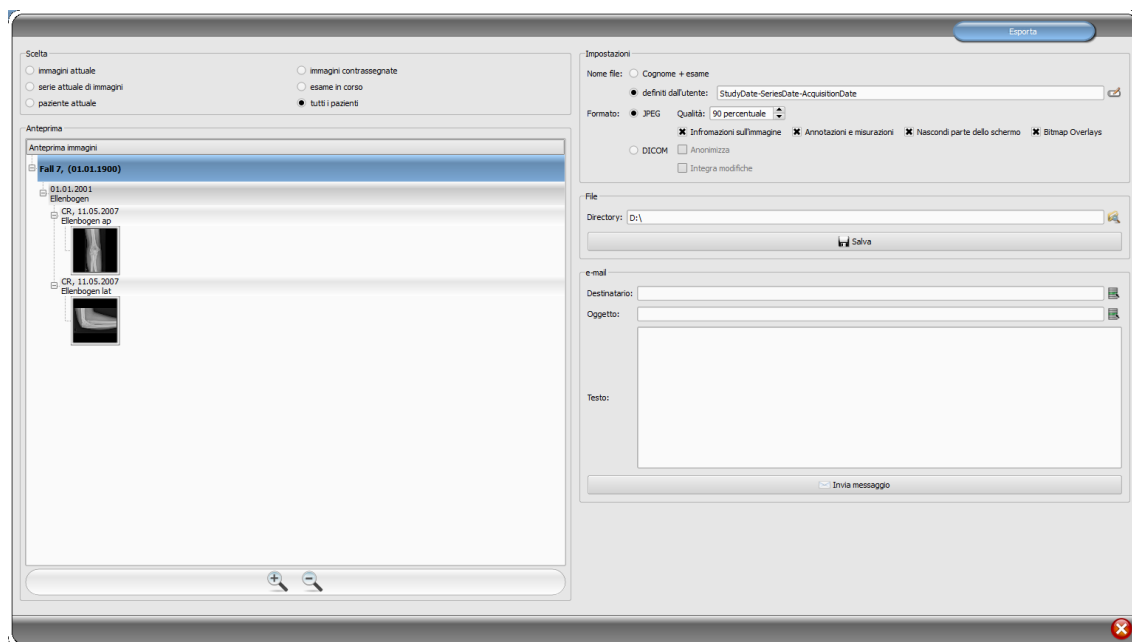 Esporta
Scelta
immagini attuale
immagini contrassegnate
serie attuale di immagini
esame in corso
paziente attuale
tutti i pazienti
Anteprima
Anteprima immagini
Fall 7, (01.01.1900)
01.01.2001
Ellenbogen
CR, 11.05.2007
Ellenbogen ap
CR, 11.05.2007
Ellenbogen lat
Impostazioni
Nome file: Cognome + esame
definiti dall'utente: StudyDate-SeriesDate-AcquisitionDate
Formato: JPEG Qualità: 90 percentuale
Infromazioni sull'immagine Annotazioni e misurazioni Nascondi parte dello schermo Bitmap Overlays
DICOM Anonimizza
Integra modifiche
File
Directory: D:\
Salva
e-mail
Destinatario:
Oggetto:
Testo:
Invia messaggio